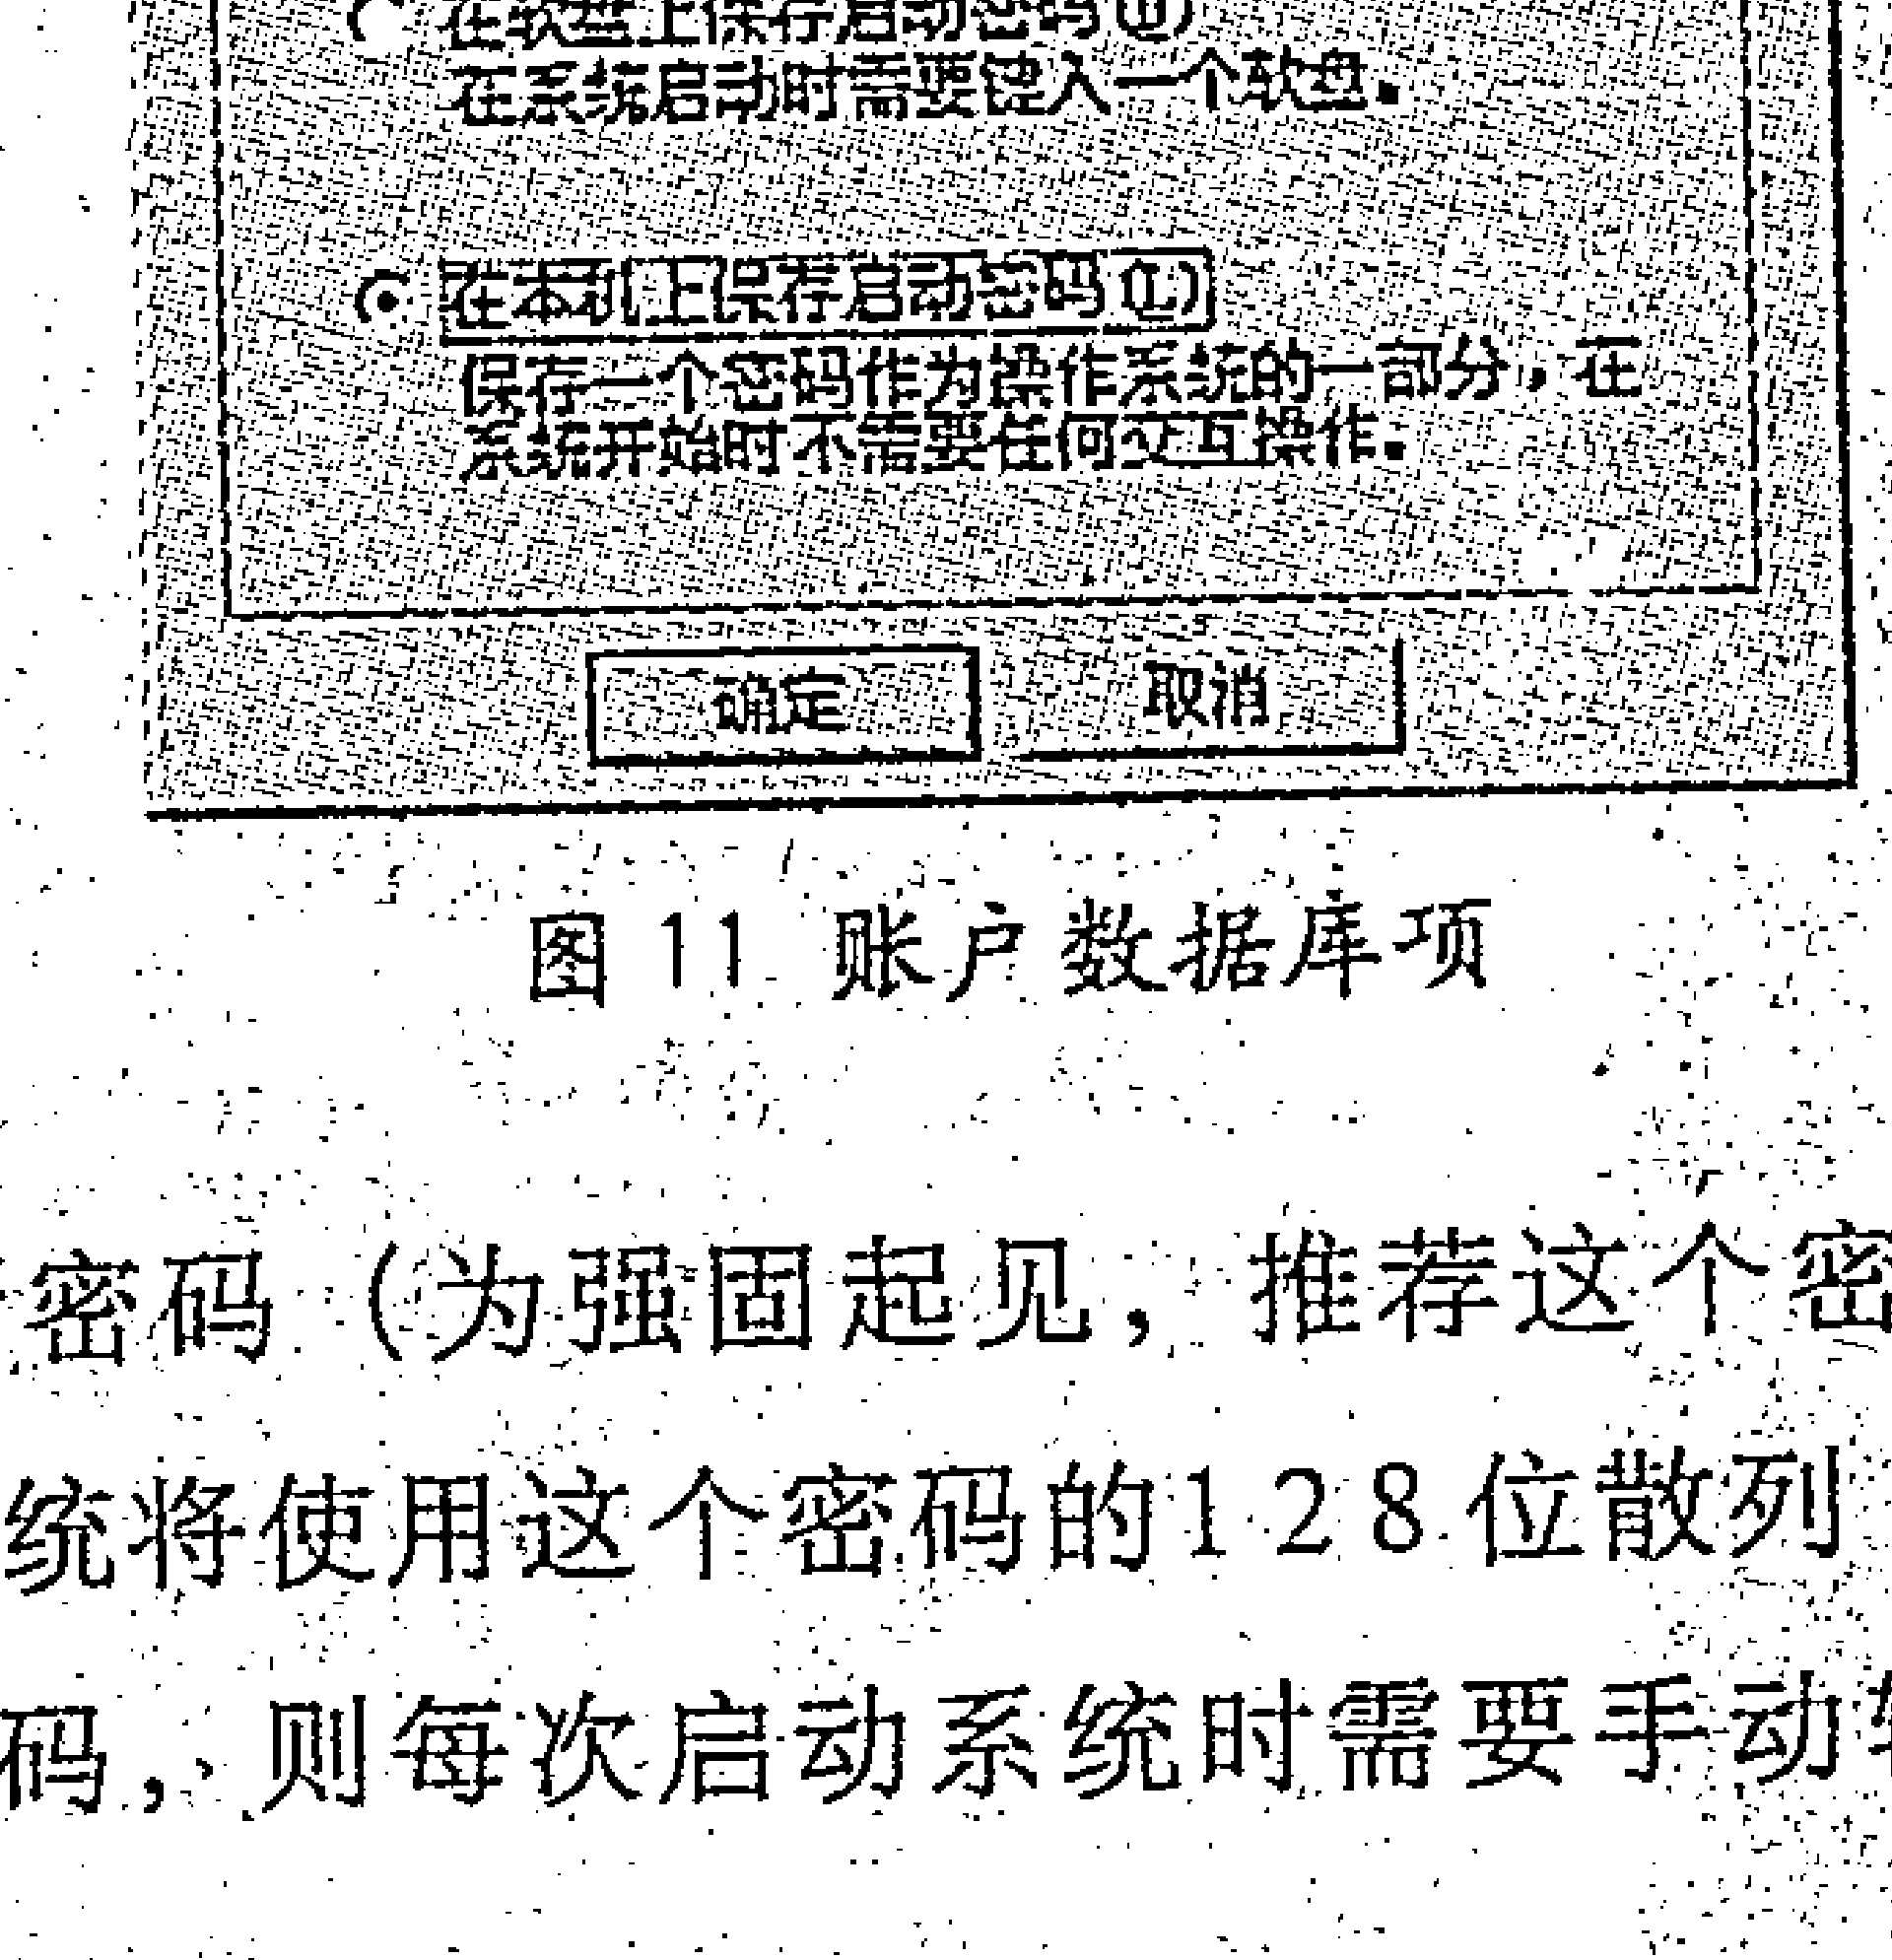 在软盘上保存启动密码(D)
在系统启动时需要键入一个软盘。
在本机上保存启动密码(L)
保存一个密码作为操作系统的一部分，在
系统开始时不需要任何交互操作。
确定 取消
图 11 账户数据库项
密码（为强固起见，推荐这个密
统将使用这个密码的128位散列
码，则每次启动系统时需要手动